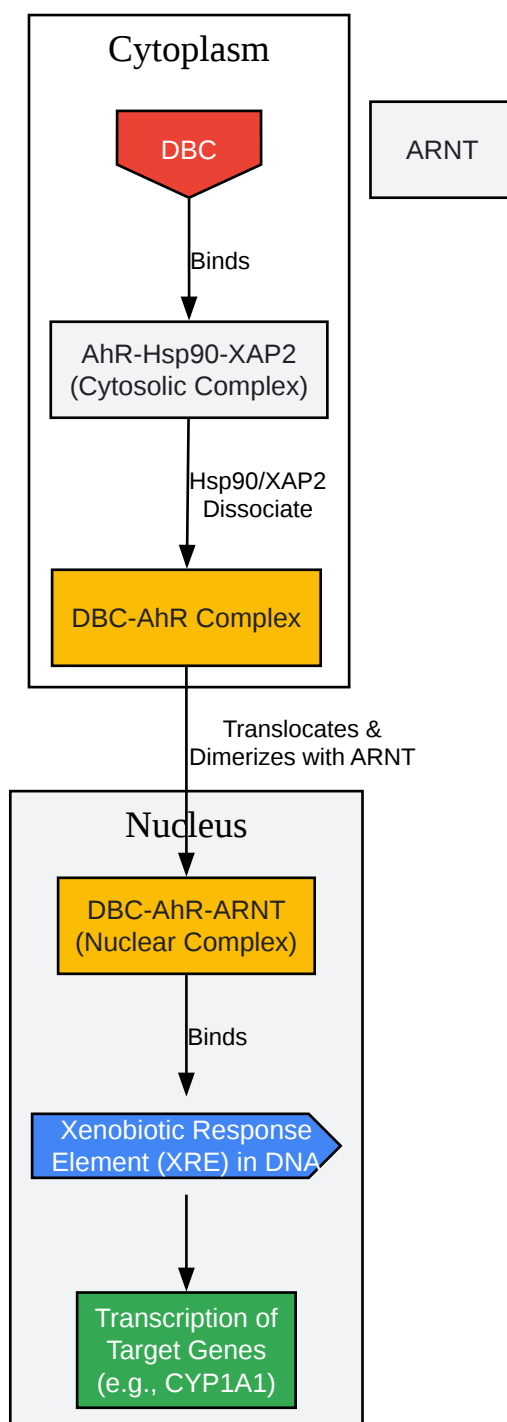 Cytoplasm
DBC
ARNT
Binds
AhR-Hsp90-XAP2
(Cytosolic Complex)
Hsp90/XAP2
Dissociate
DBC-AhR Complex
Translocates &
Dimerizes with ARNT
Nucleus
DBC-AhR-ARNT
(Nuclear Complex)
Binds
Xenobiotic Response
Element (XRE) in DNA
Transcription of
Target Genes
(e.g., CYP1A1)